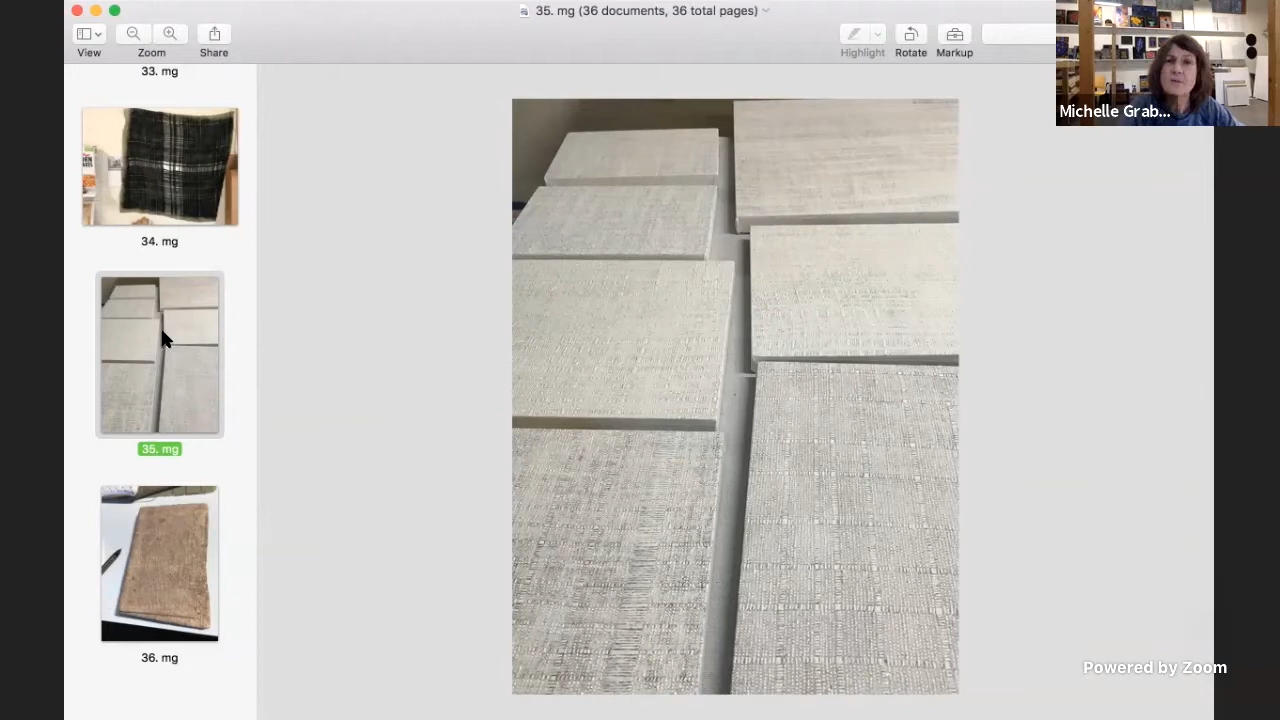 35. mg (36 documents, 36 total pages)
View
Zoom
Share
Highlight
Rotate
Markup
Michelle Grab...
33. mg
34. mg
35. mg
36. mg
Powered by Zoom